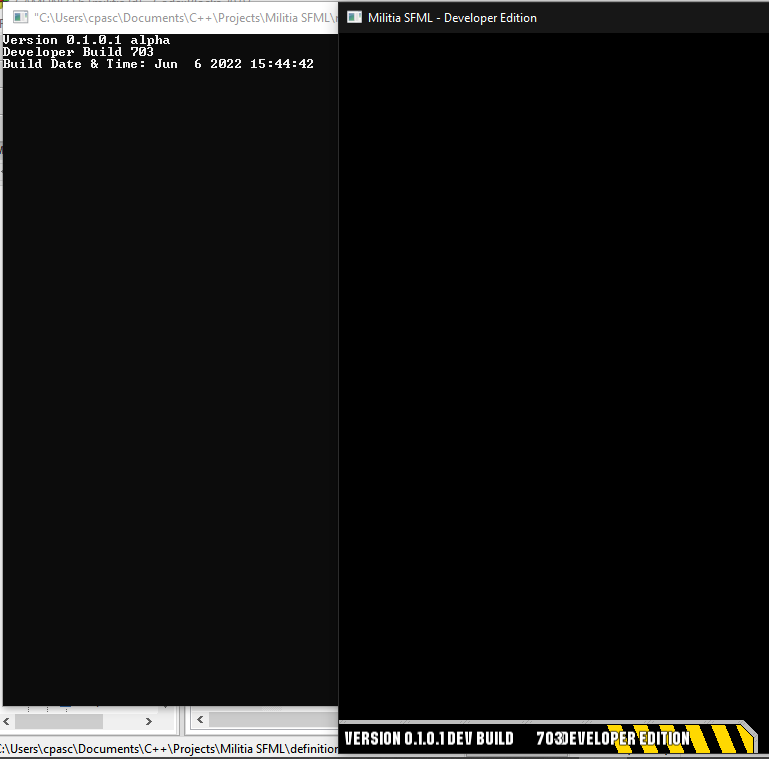 "C:\Users\cpasc\Documents\C++\Projects\Militia SFML\
Version 0.1.0.1 alpha
Developer Build 703
Build Date & Time: Jun  6 2022 15:44:42
Militia SFML - Developer Edition
VERSION 0.1.0.1 DEV BUILD 703DEVELOPER EDITION
C:\Users\cpasc\Documents\C++\Projects\Militia SFML\definition